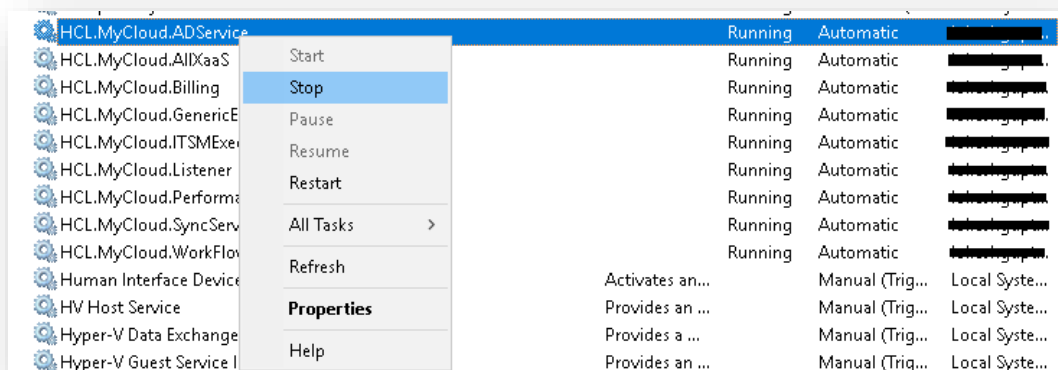 HCL.MyCloud.ADService Running Automatic
HCL.MyCloud.AllXaaS Running Automatic
HCL.MyCloud.Billing Running Automatic
HCL.MyCloud.GenericE Running Automatic
HCL.MyCloud.ITSMExe Running Automatic
HCL.MyCloud.Listener Running Automatic
HCL.MyCloud.Performa Running Automatic
HCL.MyCloud.SyncServ Running Automatic
HCL.MyCloud.WorkFlo Running Automatic
Human Interface Device Activates an... Manual (Trig... Local Syste...
HV Host Service Provides an ... Manual (Trig... Local Syste...
Hyper-V Data Exchange Provides a ... Manual (Trig... Local Syste...
Hyper-V Guest Service I Provides an ... Manual (Trig... Local Syste...
Start
Stop
Pause
Resume
Restart
All Tasks >
Refresh
Properties
Help